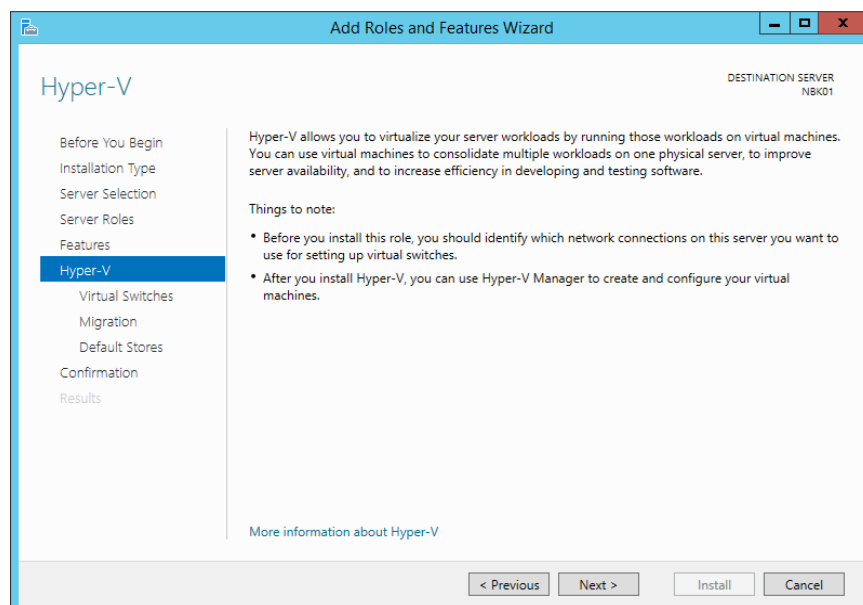 Add Roles and Features Wizard
Hyper-V
DESTINATION SERVER
NBK01
Before You Begin
Installation Type
Server Selection
Server Roles
Features
Hyper-V
Virtual Switches
Migration
Default Stores
Confirmation
Results
Hyper-V allows you to virtualize your server workloads by running those workloads on virtual machines.
You can use virtual machines to consolidate multiple workloads on one physical server, to improve
server availability, and to increase efficiency in developing and testing software.
Things to note:
• Before you install this role, you should identify which network connections on this server you want to
use for setting up virtual switches.
• After you install Hyper-V, you can use Hyper-V Manager to create and configure your virtual
machines.
More information about Hyper-V
< Previous
Next >
Install
Cancel